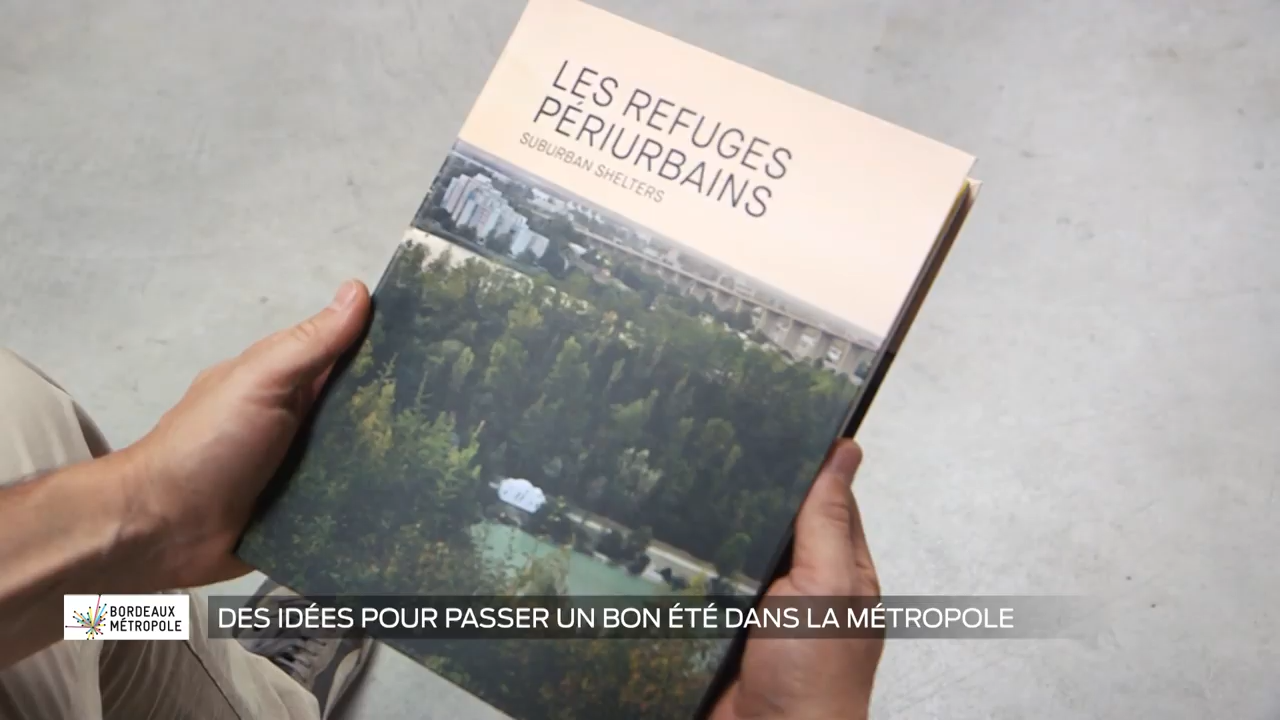 LES REFUGES
PÉRIURBAINS
SUBURBAN SHELTERS
BORDEAUX
MÉTROPOLE
DES IDÉES POUR PASSER UN BON ÉTÉ DANS LA MÉTROPOLE